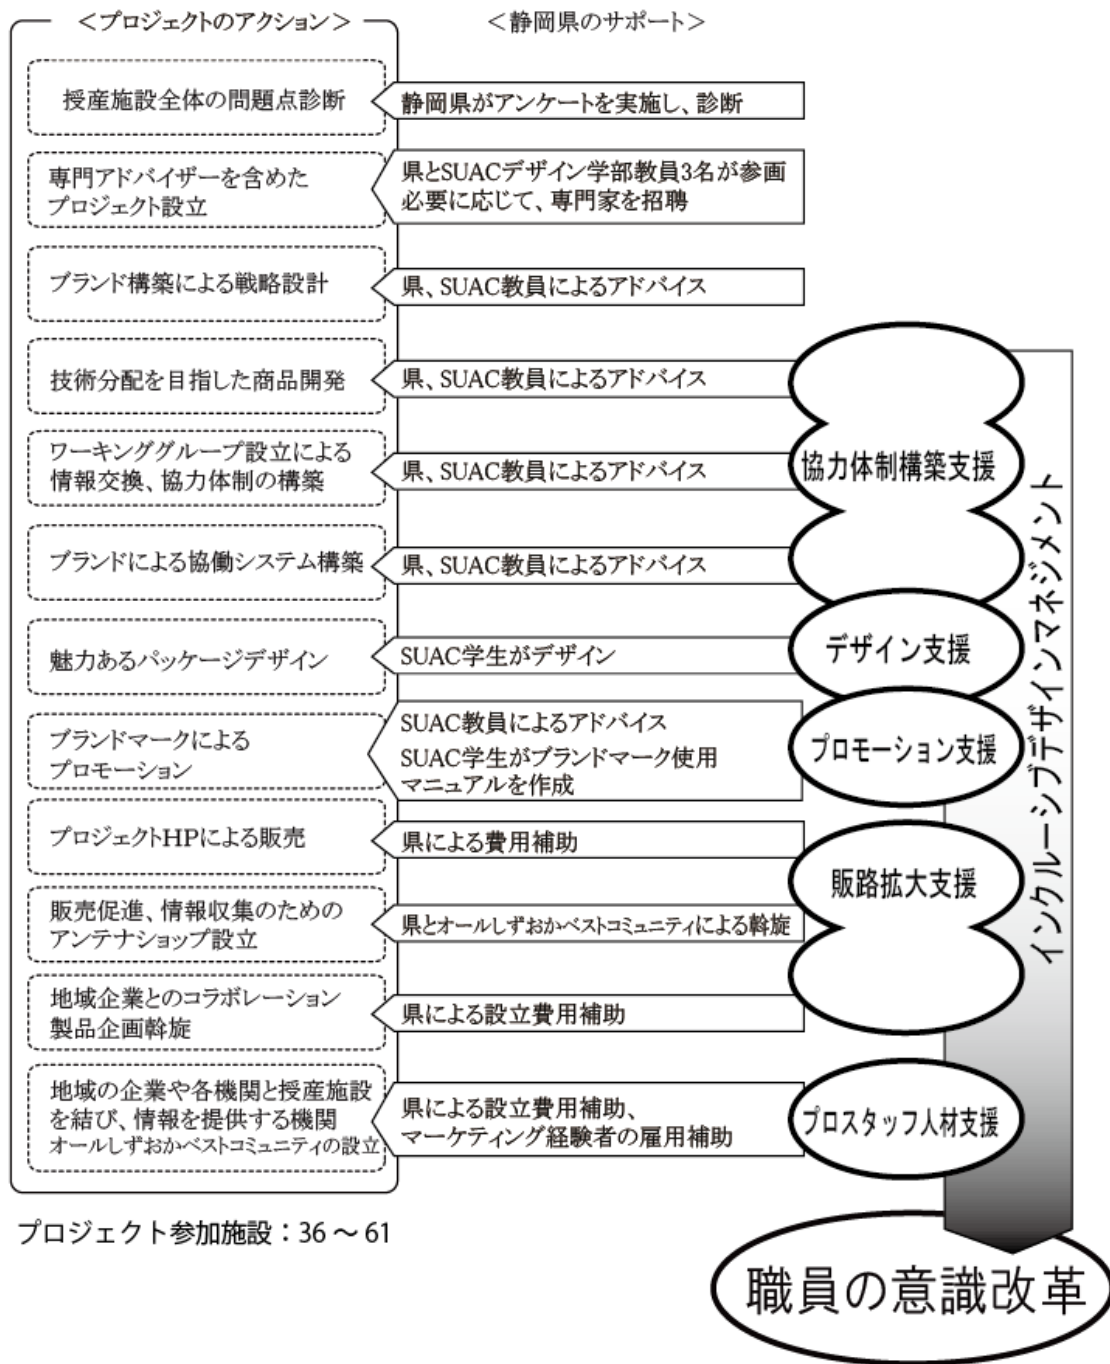 ＜プロジェクトのアクション＞
＜静岡県のサポート＞
授産施設全体の問題点診断
静岡県がアンケートを実施し、診断
専門アドバイザーを含めた
プロジェクト設立
県とSUACデザイン学部教員3名が参画
必要に応じて、専門家を招聘
ブランド構築による戦略設計
県、SUAC教員によるアドバイス
技術分配を目指した商品開発
県、SUAC教員によるアドバイス
ワーキンググループ設立による
情報交換、協力体制の構築
県、SUAC教員によるアドバイス
協力体制構築支援
ブランドによる協働システム構築
県、SUAC教員によるアドバイス
魅力あるパッケージデザイン
SUAC学生がデザイン
デザイン支援
ブランドマークによる
プロモーション
SUAC教員によるアドバイス
SUAC学生がブランドマーク使用
マニュアルを作成
プロモーション支援
プロジェクトHPによる販売
県による費用補助
販路拡大支援
販売促進、情報収集のための
アンテナショップ設立
県とオールしずおかベストコミュニティによる斡旋
地域企業とのコラボレーション
製品企画斡旋
県による設立費用補助
地域の企業や各機関と授産施設
を結び、情報を提供する機関
オールしずおかベストコミュニティの設立
県による設立費用補助、
マーケティング経験者の雇用補助
プロスタッフ人材支援
インクルーシブデザインマネジメント
プロジェクト参加施設：36 ～ 61
職員の意識改革